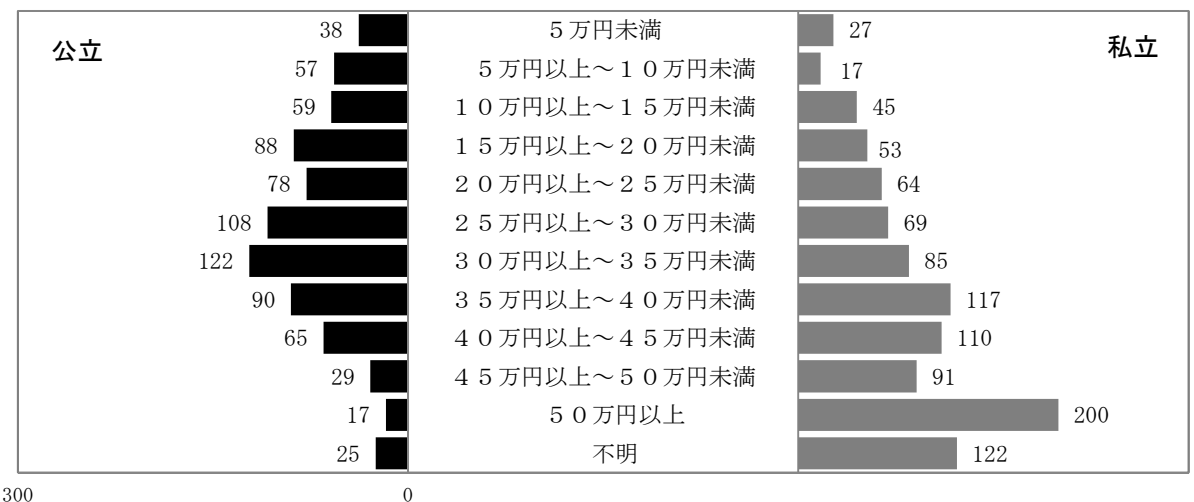 公立
私立
38 ５万円未満 27
57 ５万円以上～１０万円未満 17
59 １０万円以上～１５万円未満 45
88 １５万円以上～２０万円未満 53
78 ２０万円以上～２５万円未満 64
108 ２５万円以上～３０万円未満 69
122 ３０万円以上～３５万円未満 85
90 ３５万円以上～４０万円未満 117
65 ４０万円以上～４５万円未満 110
29 ４５万円以上～５０万円未満 91
17 ５０万円以上 200
25 不明 122
300 0